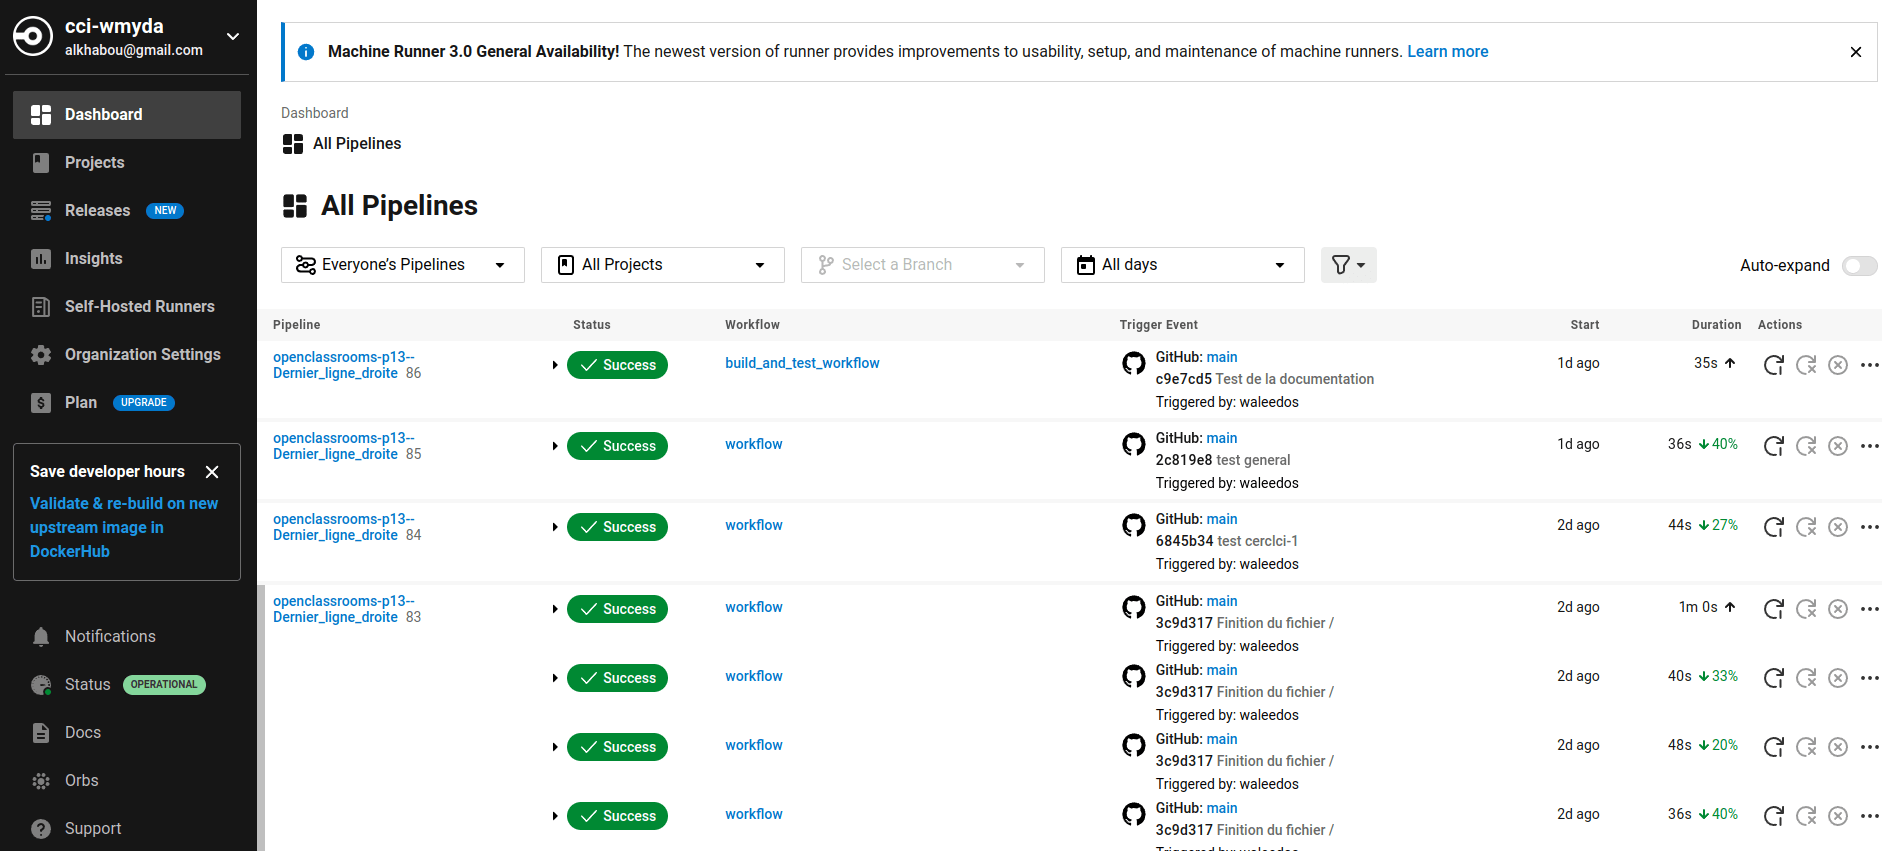 cci-wmyda
alkhabou@gmail.com
Dashboard
Projects
Releases NEW
Insights
Self-Hosted Runners
Organization Settings
Plan UPGRADE
Save developer hours
Validate & re-build on new
upstream image in
DockerHub
Notifications
Status OPERATIONAL
Docs
Orbs
Support
Machine Runner 3.0 General Availability! The newest version of runner provides improvements to usability, setup, and maintenance of machine runners. Learn more
Dashboard
All Pipelines
All Pipelines
Everyone's Pipelines All Projects Select a Branch All days Auto-expand
Pipeline Status Workflow Trigger Event Start Duration Actions
openclassrooms-p13--
Dernier_ligne_droite 86
Success
build_and_test_workflow
GitHub: main
c9e7cd5 Test de la documentation
Triggered by: waleedos
1d ago
35s
openclassrooms-p13--
Dernier_ligne_droite 85
Success
workflow
GitHub: main
2c819e8 test general
Triggered by: waleedos
1d ago
36s 40%
openclassrooms-p13--
Dernier_ligne_droite 84
Success
workflow
GitHub: main
6845b34 test cerclci-1
Triggered by: waleedos
2d ago
44s 27%
openclassrooms-p13--
Dernier_ligne_droite 83
Success
workflow
GitHub: main
3c9d317 Finition du fichier /
Triggered by: waleedos
2d ago
1m 0s
Success
workflow
GitHub: main
3c9d317 Finition du fichier /
Triggered by: waleedos
2d ago
40s 33%
Success
workflow
GitHub: main
3c9d317 Finition du fichier /
Triggered by: waleedos
2d ago
48s 20%
Success
workflow
GitHub: main
3c9d317 Finition du fichier /
2d ago
36s 40%